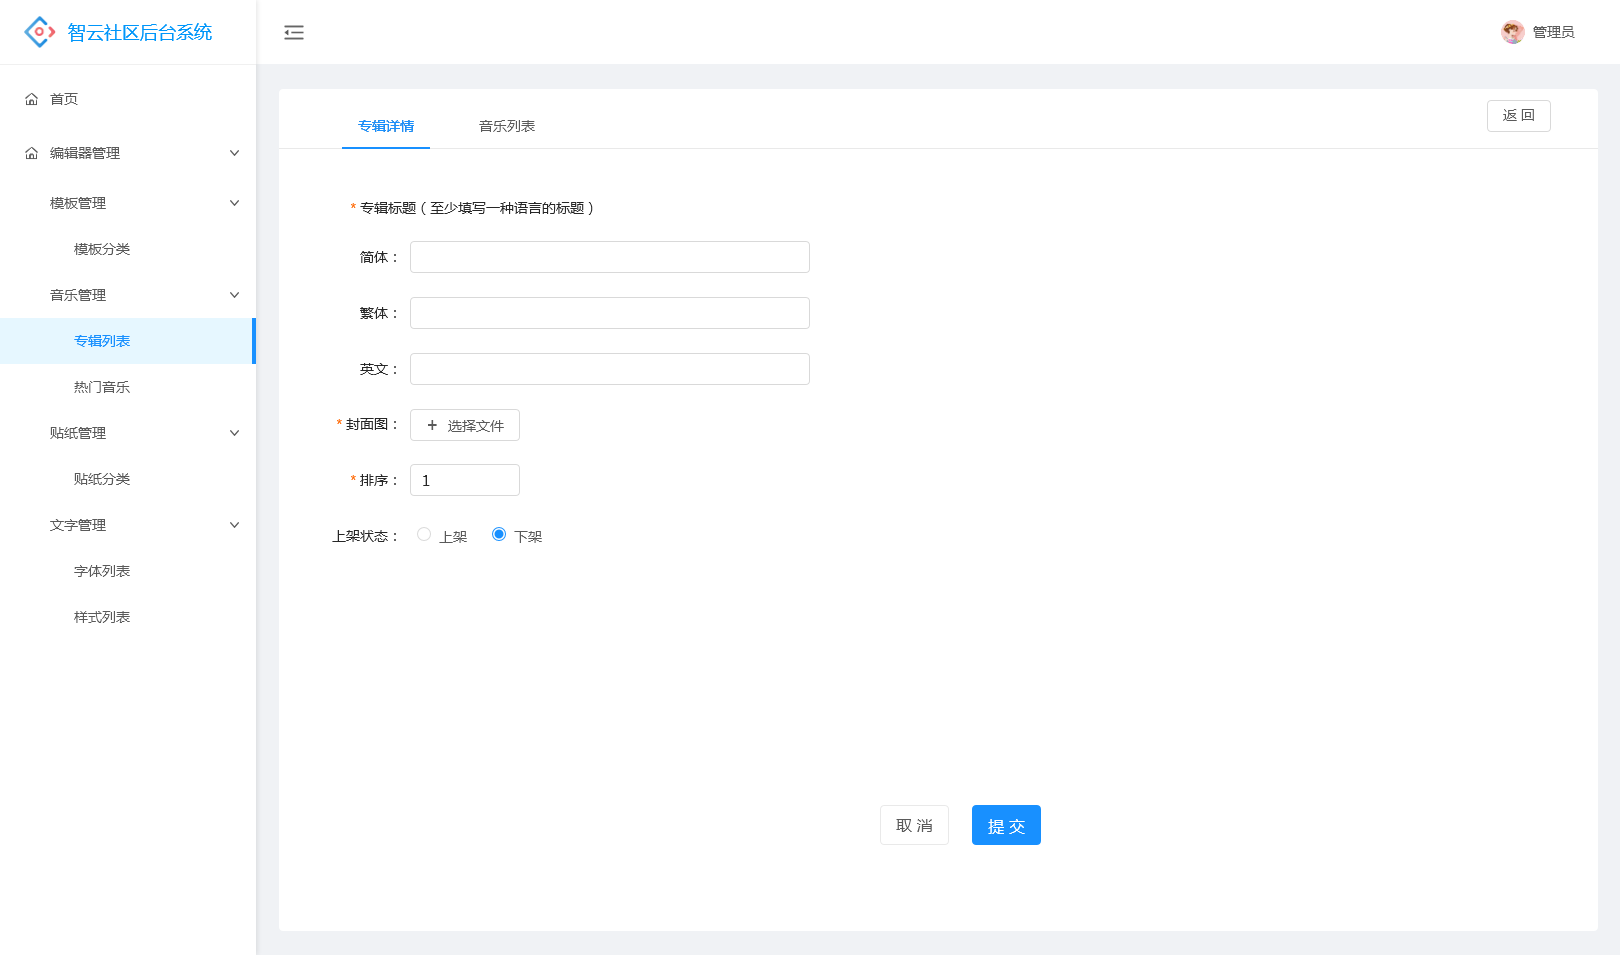 智云社区后台系统
管理员
首页
编辑器管理
模板管理
模板分类
音乐管理
专辑列表
热门音乐
贴纸管理
贴纸分类
文字管理
字体列表
样式列表
专辑详情
音乐列表
返 回
* 专辑标题（至少填写一种语言的标题）
简体：
繁体：
英文：
* 封面图：
+ 选择文件
* 排序：
1
上架状态：
上架
下架
取 消
提 交